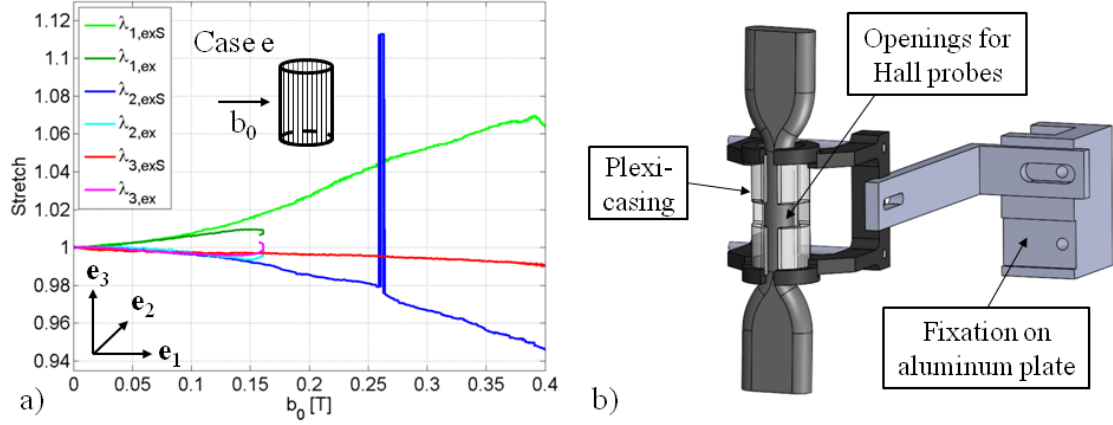 a)
Stretch
1.12
1.1
1.08
1.06
1.04
1.02
1
0.98
0.96
0.94
λ1,exS
λ1,ex
λ2,exS
λ2,ex
λ3,exS
λ3,ex
Case e
b0
e3
e2
e1
0
0.05
0.1
0.15
0.2
0.25
0.3
0.35
0.4
b0 [T]
b)
Openings for
Hall probes
Plexi-
casing
Fixation on
aluminum plate